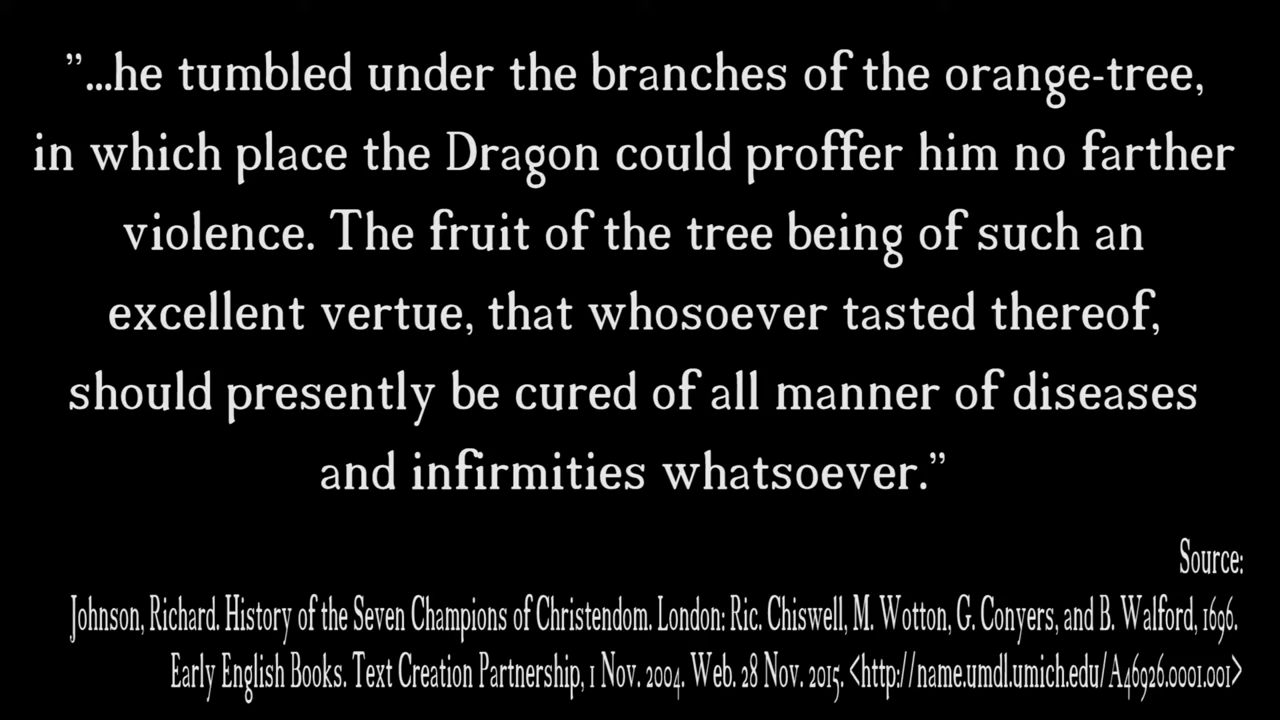 ”...he tumbled under the branches of the orange-tree,
in which place the Dragon could proffer him no farther
violence. The fruit of the tree being of such an
excellent vertue, that whosoever tasted thereof,
should presently be cured of all manner of diseases
and infirmities whatsoever.”
Source:
Johnson, Richard. History of the Seven Champions of Christendom. London: Ric. Chiswell, M. Wotton, G. Conyers, and B. Walford, 1696.
Early English Books. Text Creation Partnership, 1 Nov. 2004. Web. 28 Nov. 2015. <http://name.umdl.umich.edu/A46926.0001.001>